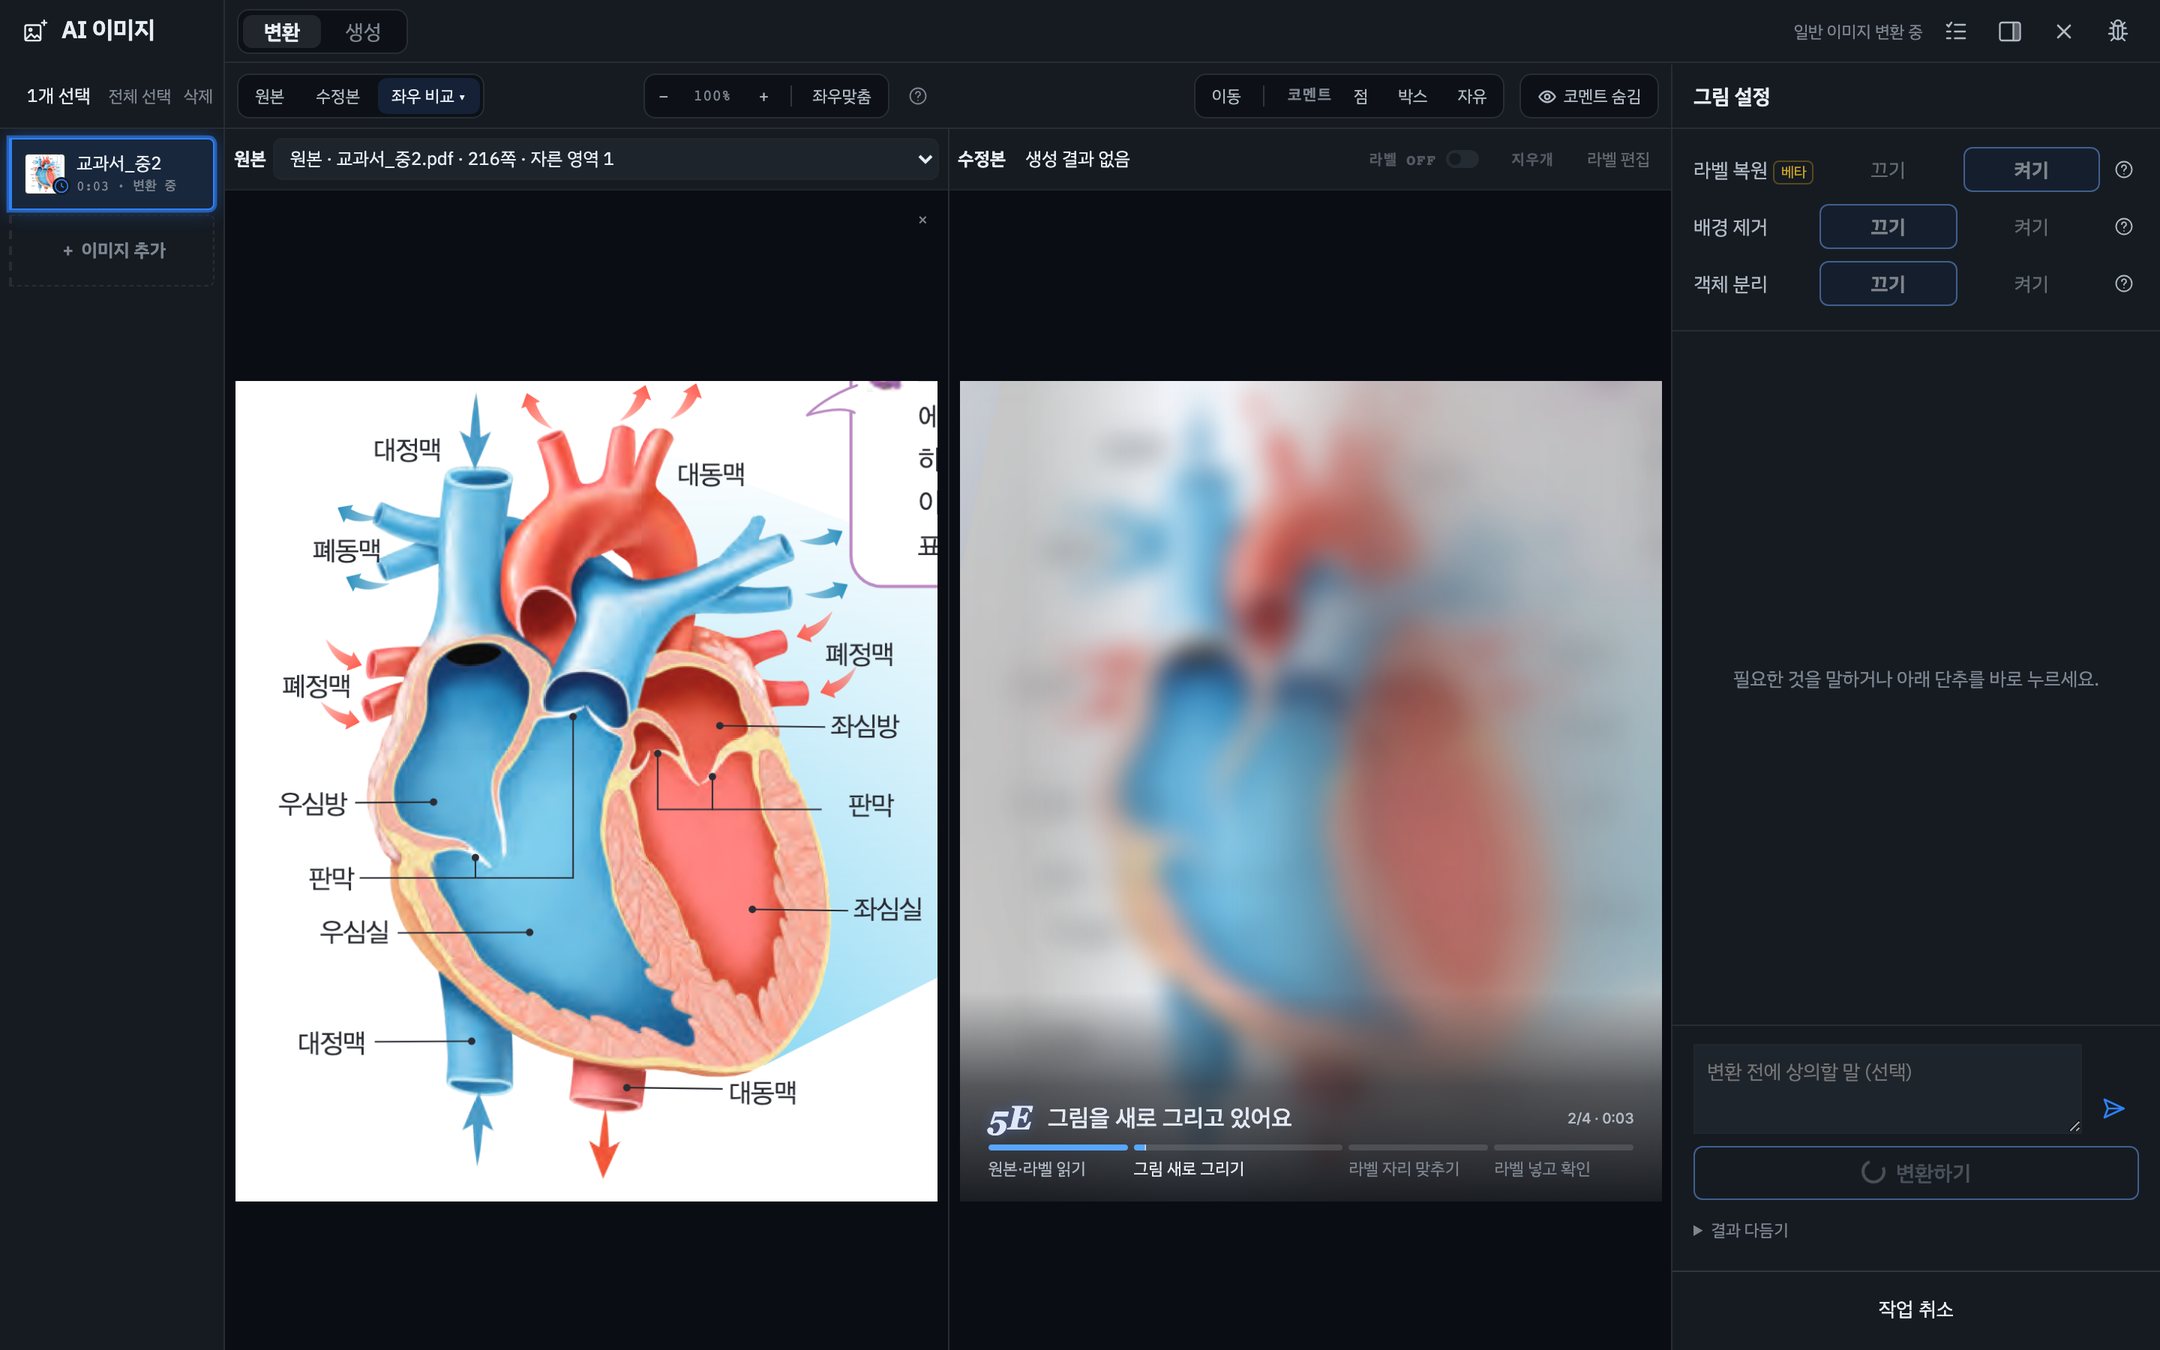 AI 이미지
변환
생성
일반 이미지 변환 중
1개 선택
전체 선택
삭제
원본
수정본
좌우 비교 ▾
− 100% +
좌우맞춤
이동
코멘트
점
박스
자유
코멘트 숨김
그림 설정
교과서_중2
0:03 · 변환 중
+ 이미지 추가
원본
원본 · 교과서_중2.pdf · 216쪽 · 자른 영역 1
수정본
생성 결과 없음
라벨 OFF
지우개
라벨 편집
라벨 복원
베타
끄기
켜기
배경 제거
끄기
켜기
객체 분리
끄기
켜기
×
에
이
표
대정맥
대동맥
폐동맥
폐정맥
폐정맥
좌심방
우심방
판막
판막
좌심실
우심실
대정맥
대동맥
5E 그림을 새로 그리고 있어요
2/4 · 0:03
원본·라벨 읽기
그림 새로 그리기
라벨 자리 맞추기
라벨 넣고 확인
필요한 것을 말하거나 아래 단추를 바로 누르세요.
변환 전에 상의할 말 (선택)
변환하기
▶ 결과 다듬기
작업 취소